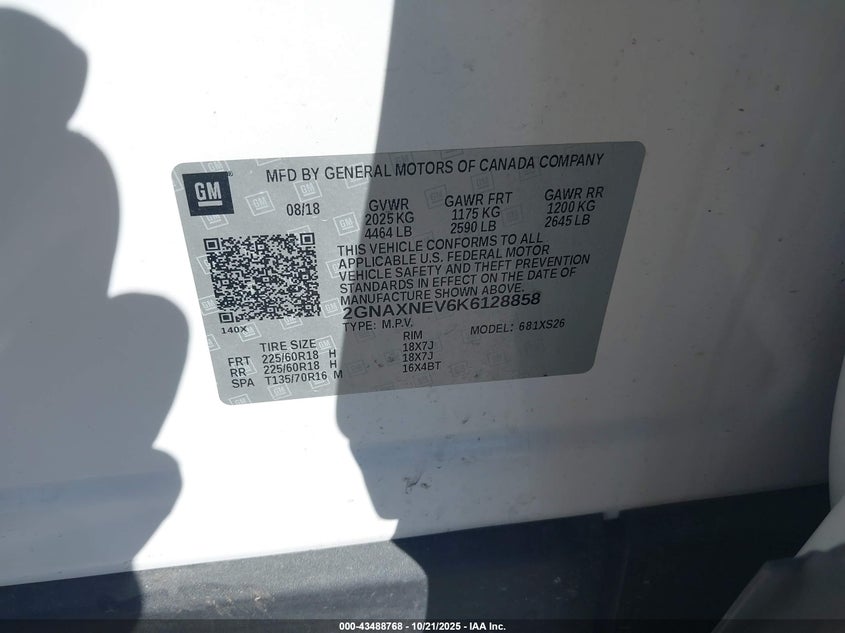 MFD BY GENERAL MOTORS OF CANADA COMPANY
GM
08/18
GVWR GAWR FRT GAWR RR
2025 KG 1175 KG 1200 KG
4464 LB 2590 LB 2645 LB
THIS VEHICLE CONFORMS TO ALL
APPLICABLE U.S. FEDERAL MOTOR
VEHICLE SAFETY AND THEFT PREVENTION
STANDARDS IN EFFECT ON THE DATE OF
MANUFACTURE SHOWN ABOVE.
2GNAXNEV6K6128858
140X
TYPE: M.P.V. MODEL: 681XS26
TIRE SIZE RIM
FRT 225/60R18 H 18X7J
RR 225/60R18 H 18X7J
SPA T135/70R16 M 16X4BT
000-43488768 - 10/21/2025 - IAA Inc.